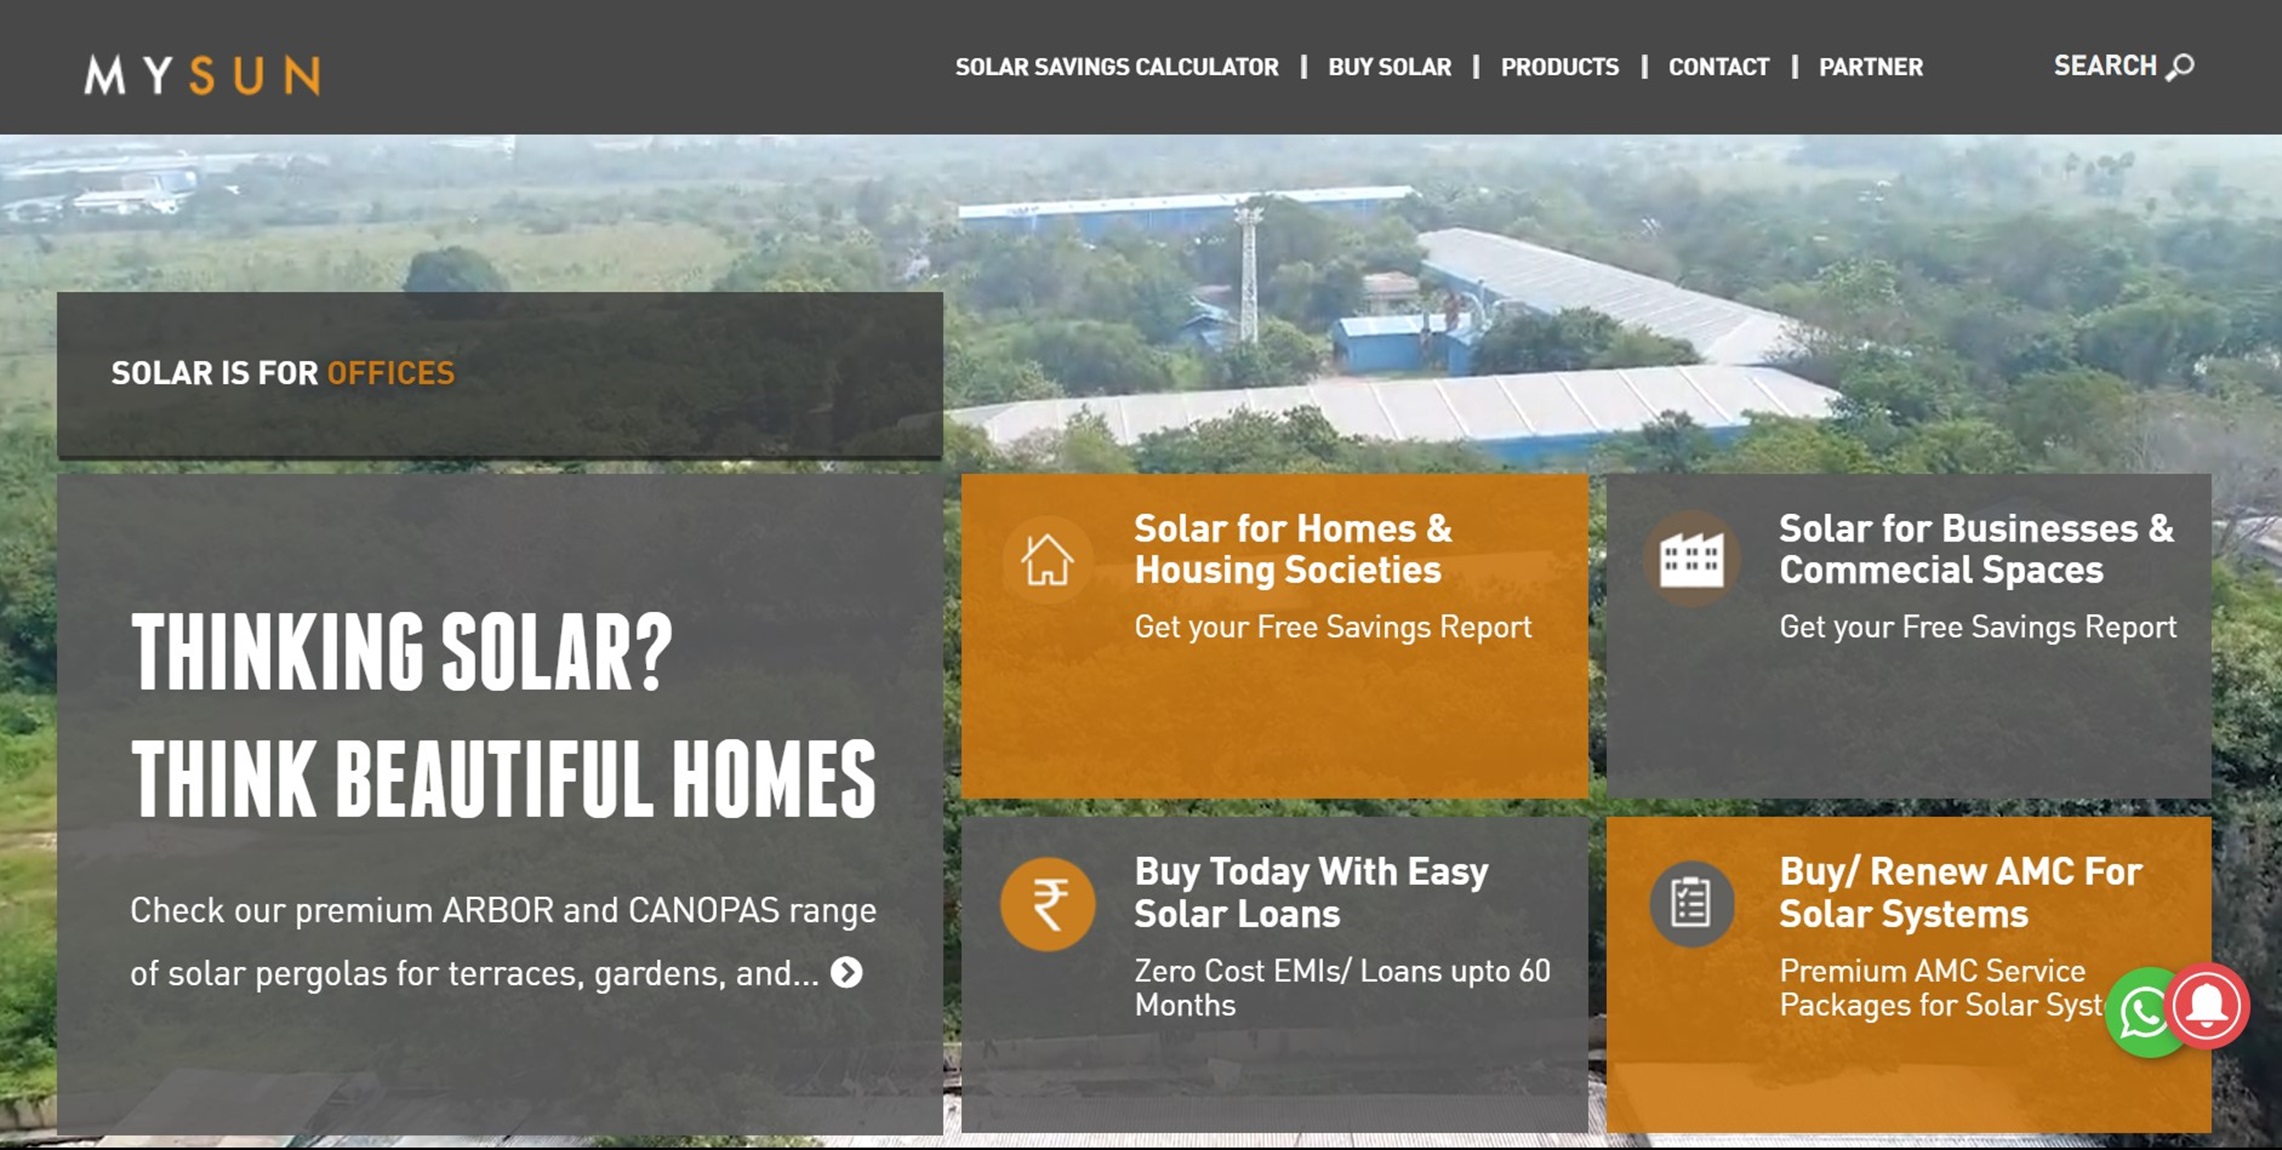 MYSUN
SOLAR SAVINGS CALCULATOR | BUY SOLAR | PRODUCTS | CONTACT | PARTNER
SEARCH
SOLAR IS FOR OFFICES
THINKING SOLAR?
THINK BEAUTIFUL HOMES
Check our premium ARBOR and CANOPAS range
of solar pergolas for terraces, gardens, and...
Solar for Homes &
Housing Societies
Get your Free Savings Report
Solar for Businesses &
Commecial Spaces
Get your Free Savings Report
₹
Buy Today With Easy
Solar Loans
Zero Cost EMIs/ Loans upto 60
Months
Buy/ Renew AMC For
Solar Systems
Premium AMC Service
Packages for Solar Syst